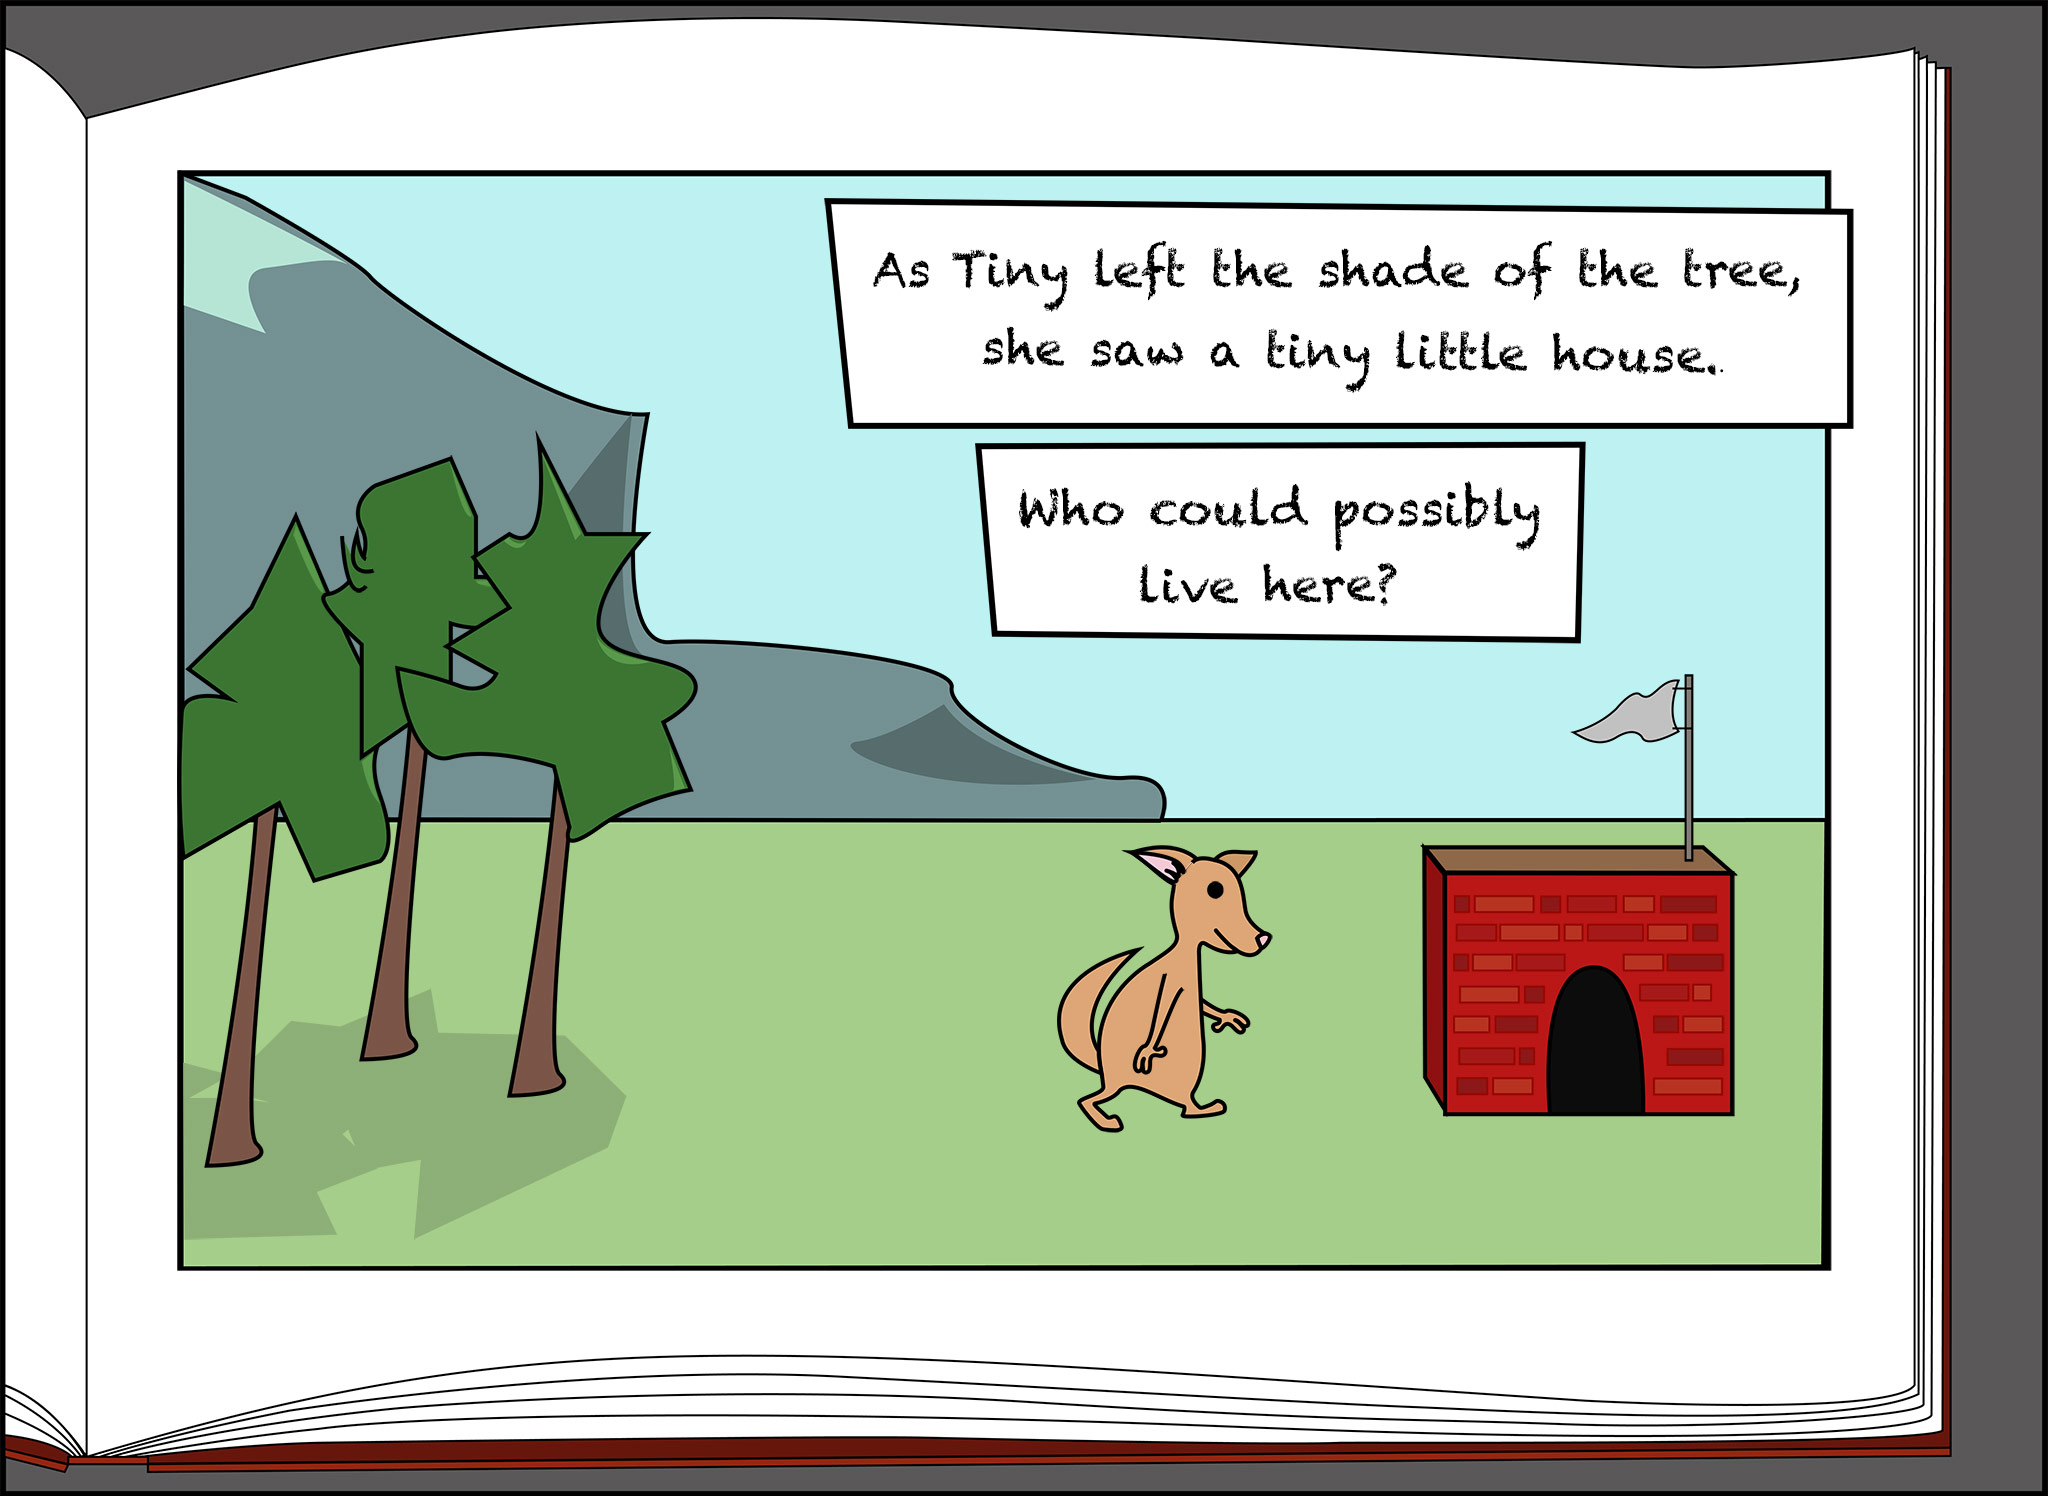 As Tiny left the shade of the tree,
she saw a tiny little house.
Who could possibly
live here?